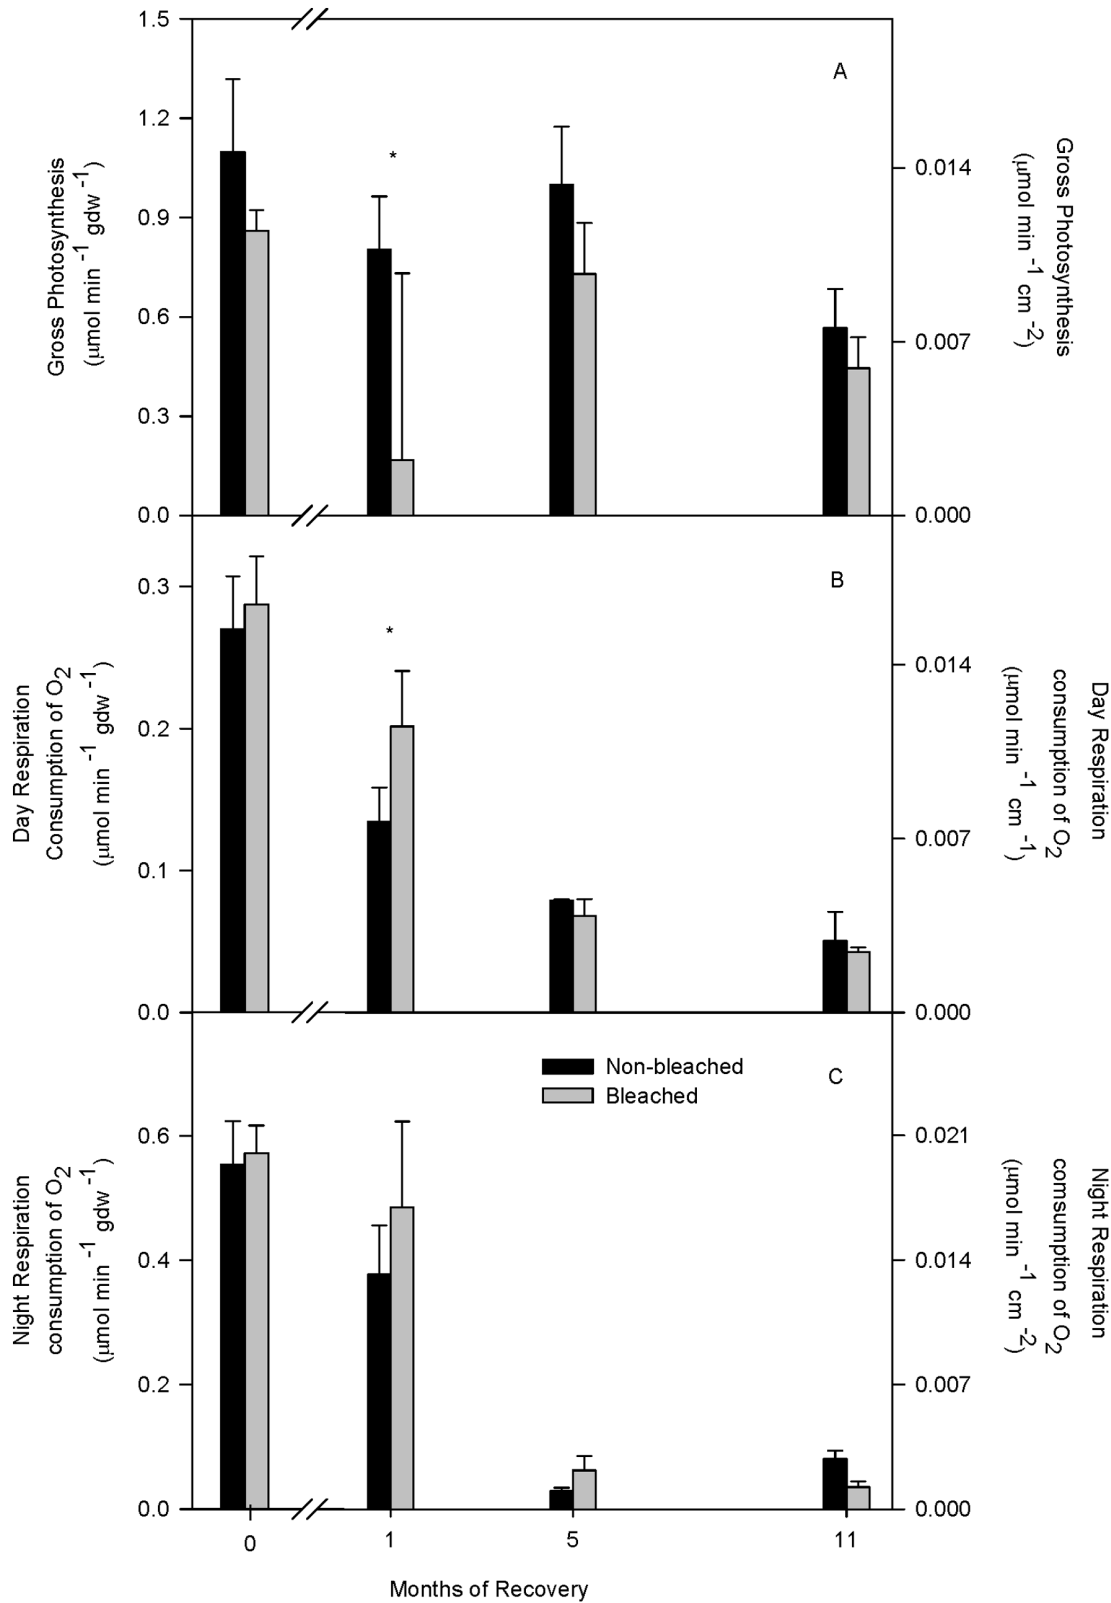 1.5
1.2
0.9
0.6
0.3
0.0
Gross Photosynthesis
(μmol min⁻¹ gdw⁻¹)
A
*
0.014
0.007
0.000
Gross Photosynthesis
(μmol min⁻¹ cm⁻²)
0.3
0.2
0.1
0.0
Day Respiration
Consumption of O₂
(μmol min⁻¹ gdw⁻¹)
B
*
0.014
0.007
0.000
Day Respiration
consumption of O₂
(μmol min⁻¹ cm⁻¹)
Non-bleached
Bleached
C
0.6
0.4
0.2
0.0
Night Respiration
consumption of O₂
(μmol min⁻¹ gdw⁻¹)
0.021
0.014
0.007
0.000
Night Respiration
comsumption of O₂
(μmol min⁻¹ cm⁻²)
0 1 5 11
Months of Recovery